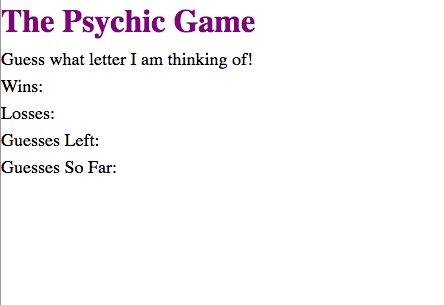 The Psychic Game
Guess what letter I am thinking of!
Wins:
Losses:
Guesses Left:
Guesses So Far: